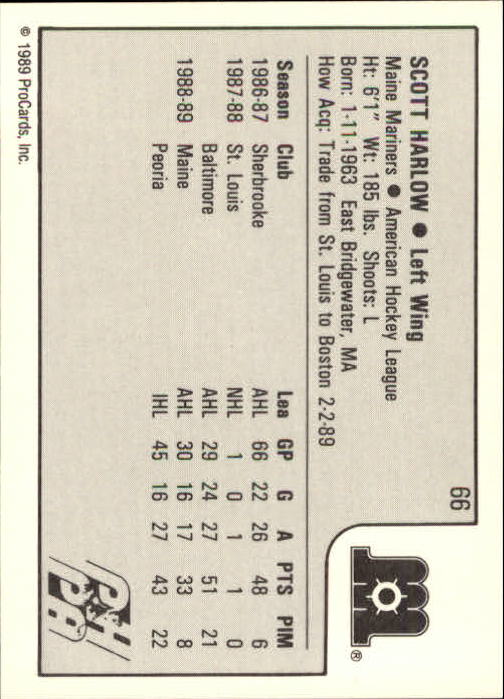 66
SCOTT HARLOW ● Left Wing
Maine Mariners ● American Hockey League
Ht: 6'1" Wt: 185 lbs. Shoots: L
Born: 1-11-1963 East Bridgewater, MA
How Acq: Trade from St. Louis to Boston 2-2-89
Season Club Lea GP G A PTS PIM
1986-87 Sherbrooke AHL 66 22 26 48 6
1987-88 St. Louis NHL 1 0 1 1 0
Baltimore AHL 29 24 27 51 21
1988-89 Maine AHL 30 16 17 33 8
Peoria IHL 45 16 27 43 22
© 1989 ProCards, Inc.
®